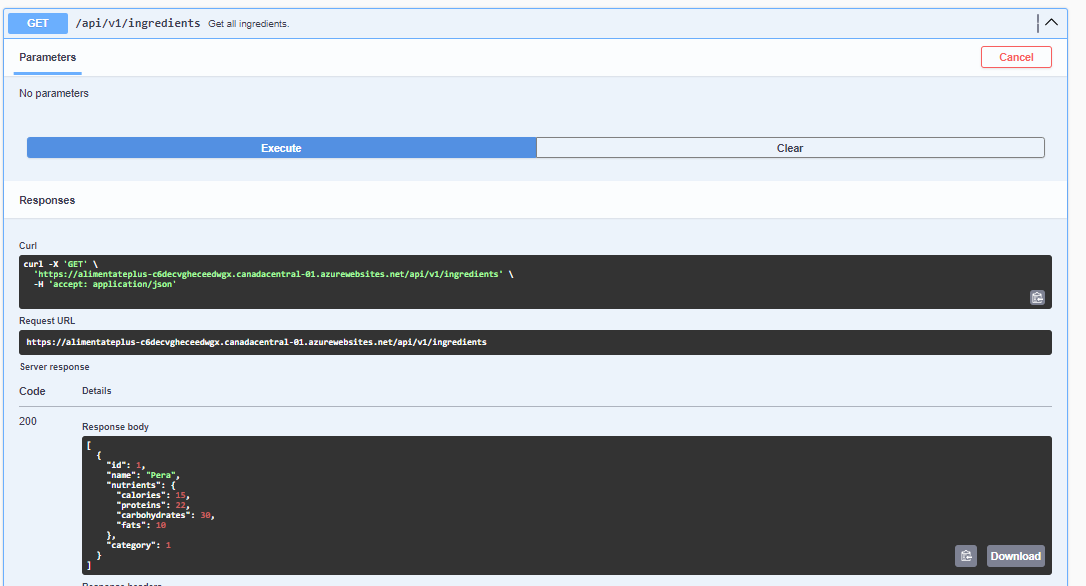 GET /api/v1/ingredients Get all ingredients.
Parameters Cancel
No parameters
Execute Clear
Responses
Curl
curl -X 'GET' \
  'https://alimentateplus-c6decvgheceedwgx.canadacentral-01.azurewebsites.net/api/v1/ingredients' \
  -H 'accept: application/json'
Request URL
https://alimentateplus-c6decvgheceedwgx.canadacentral-01.azurewebsites.net/api/v1/ingredients
Server response
Code Details
200
Response body
[
  {
    "id": 1,
    "name": "Pera",
    "nutrients": {
      "calories": 15,
      "proteins": 22,
      "carbohydrates": 30,
      "fats": 10
    },
    "category": 1
  }
]
Download
Response headers